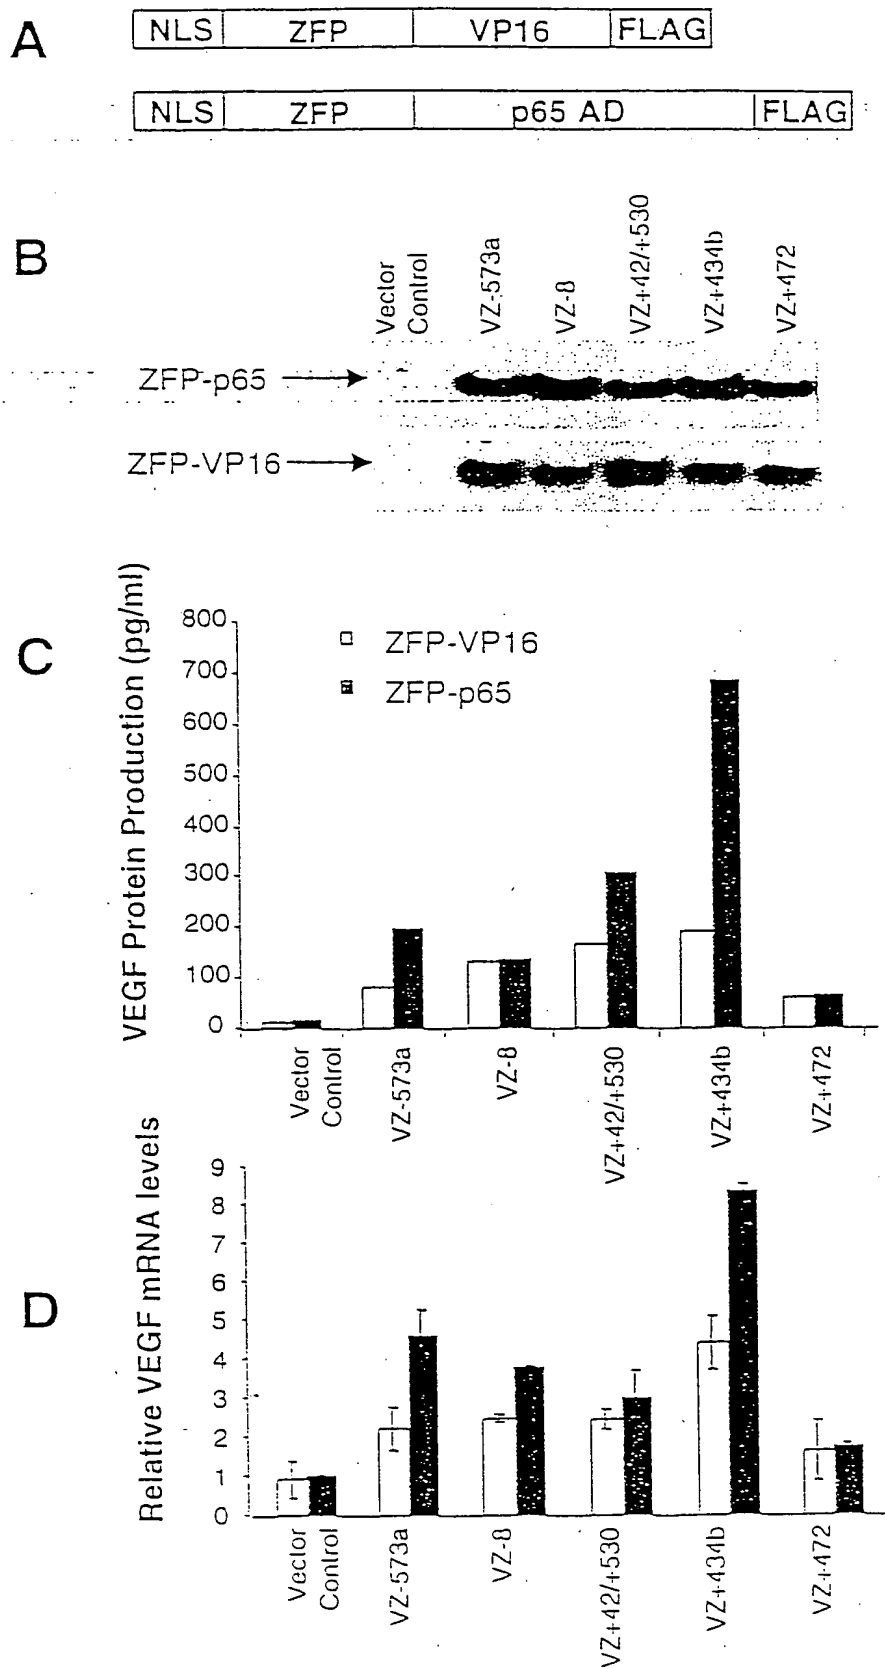 A
NLS ZFP VP16 FLAG
NLS ZFP p65 AD FLAG
B
Vector
Control
VZ-573a
VZ-8
VZ+42/+530
VZ+434b
VZ+472
ZFP-p65
ZFP-VP16
C
VEGF Protein Production (pg/ml)
800
700
600
500
400
300
200
100
0
ZFP-VP16
ZFP-p65
Vector
Control
VZ-573a
VZ-8
VZ+42/+530
VZ+434b
VZ+472
D
Relative VEGF mRNA levels
9
8
7
6
5
4
3
2
1
0
Vector
Control
VZ-573a
VZ-8
VZ+42/+530
VZ+434b
VZ+472